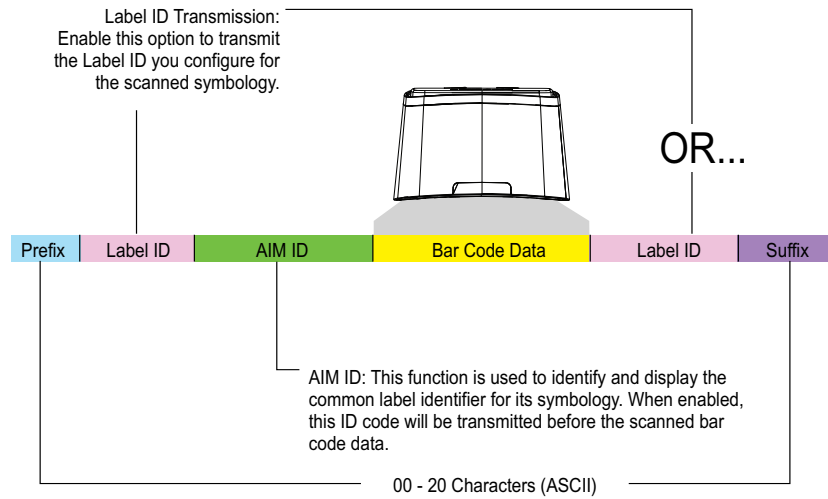 Label ID Transmission:
Enable this option to transmit
the Label ID you configure for
the scanned symbology.
OR...
Prefix Label ID AIM ID Bar Code Data Label ID Suffix
AIM ID: This function is used to identify and display the
common label identifier for its symbology. When enabled,
this ID code will be transmitted before the scanned bar
code data.
00 - 20 Characters (ASCII)